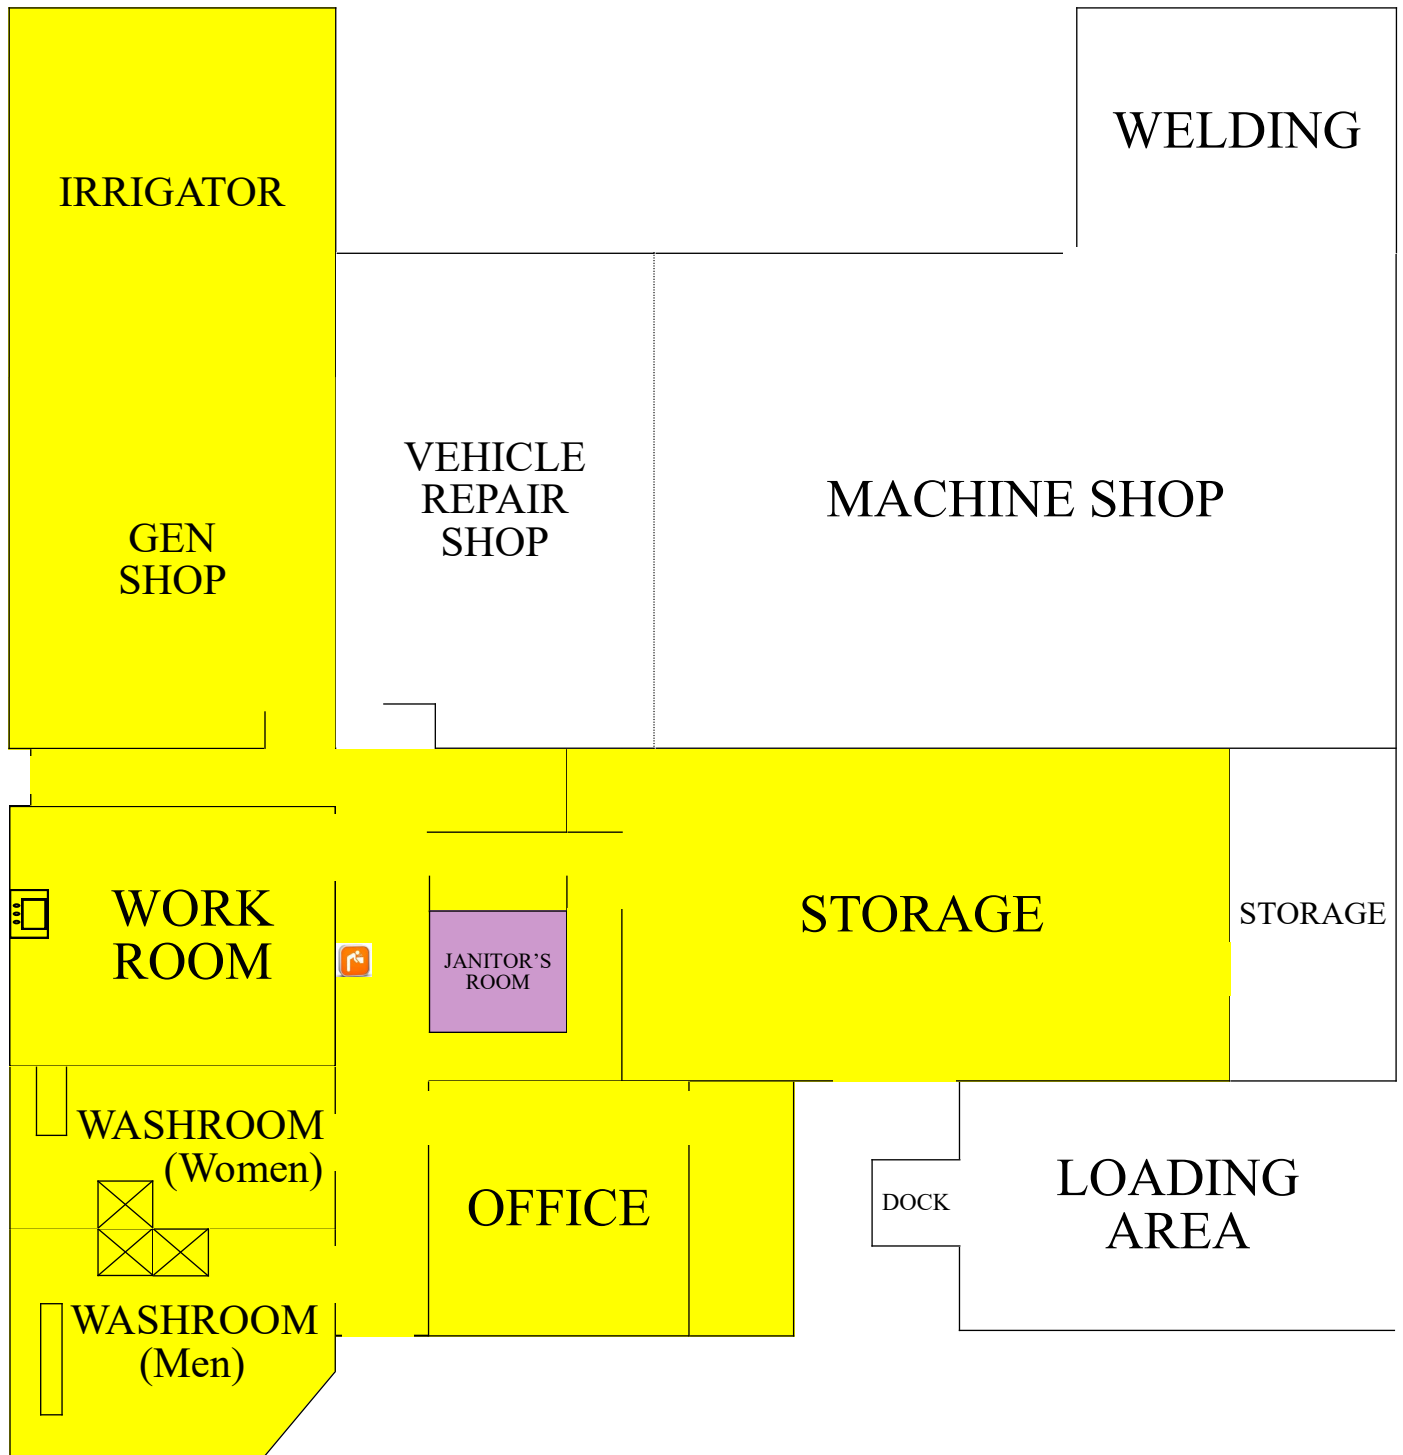 WELDING
IRRIGATOR
VEHICLE
REPAIR
SHOP
MACHINE SHOP
GEN
SHOP
WORK
ROOM
STORAGE
STORAGE
JANITOR’S
ROOM
WASHROOM
(Women)
OFFICE
DOCK
LOADING
AREA
WASHROOM
(Men)